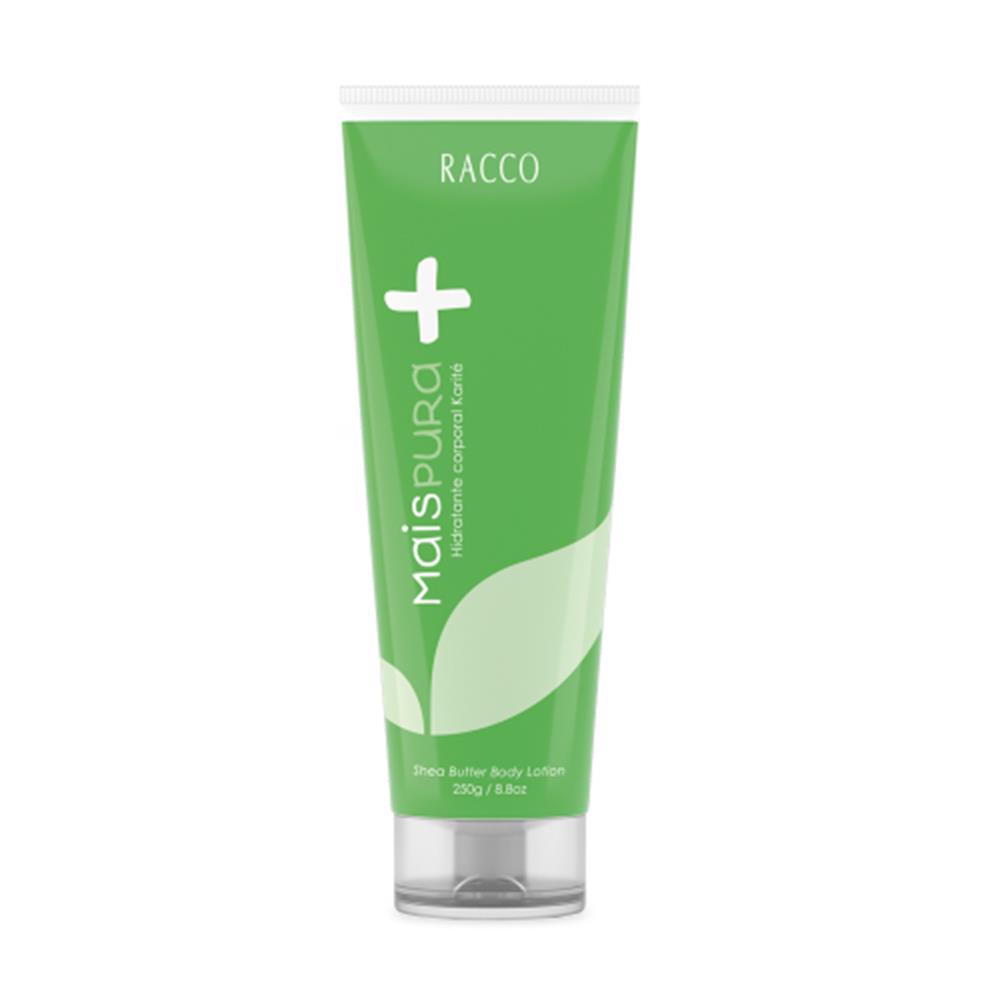 RACCO
Maispura
Hidratante corporal Karité
Shea Butter Body Lotion
250g / 8.8oz